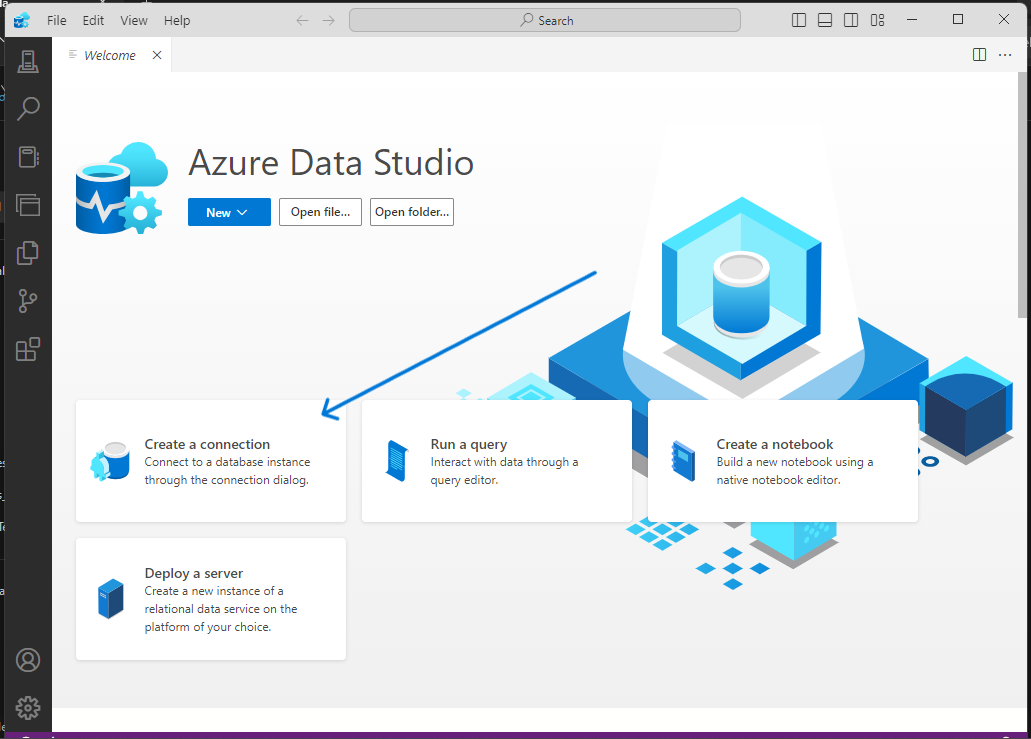 File Edit View Help
Search
Welcome
Azure Data Studio
New
Open file...
Open folder...
Create a connection
Connect to a database instance
through the connection dialog.
Run a query
Interact with data through a
query editor.
Create a notebook
Build a new notebook using a
native notebook editor.
Deploy a server
Create a new instance of a
relational data service on the
platform of your choice.